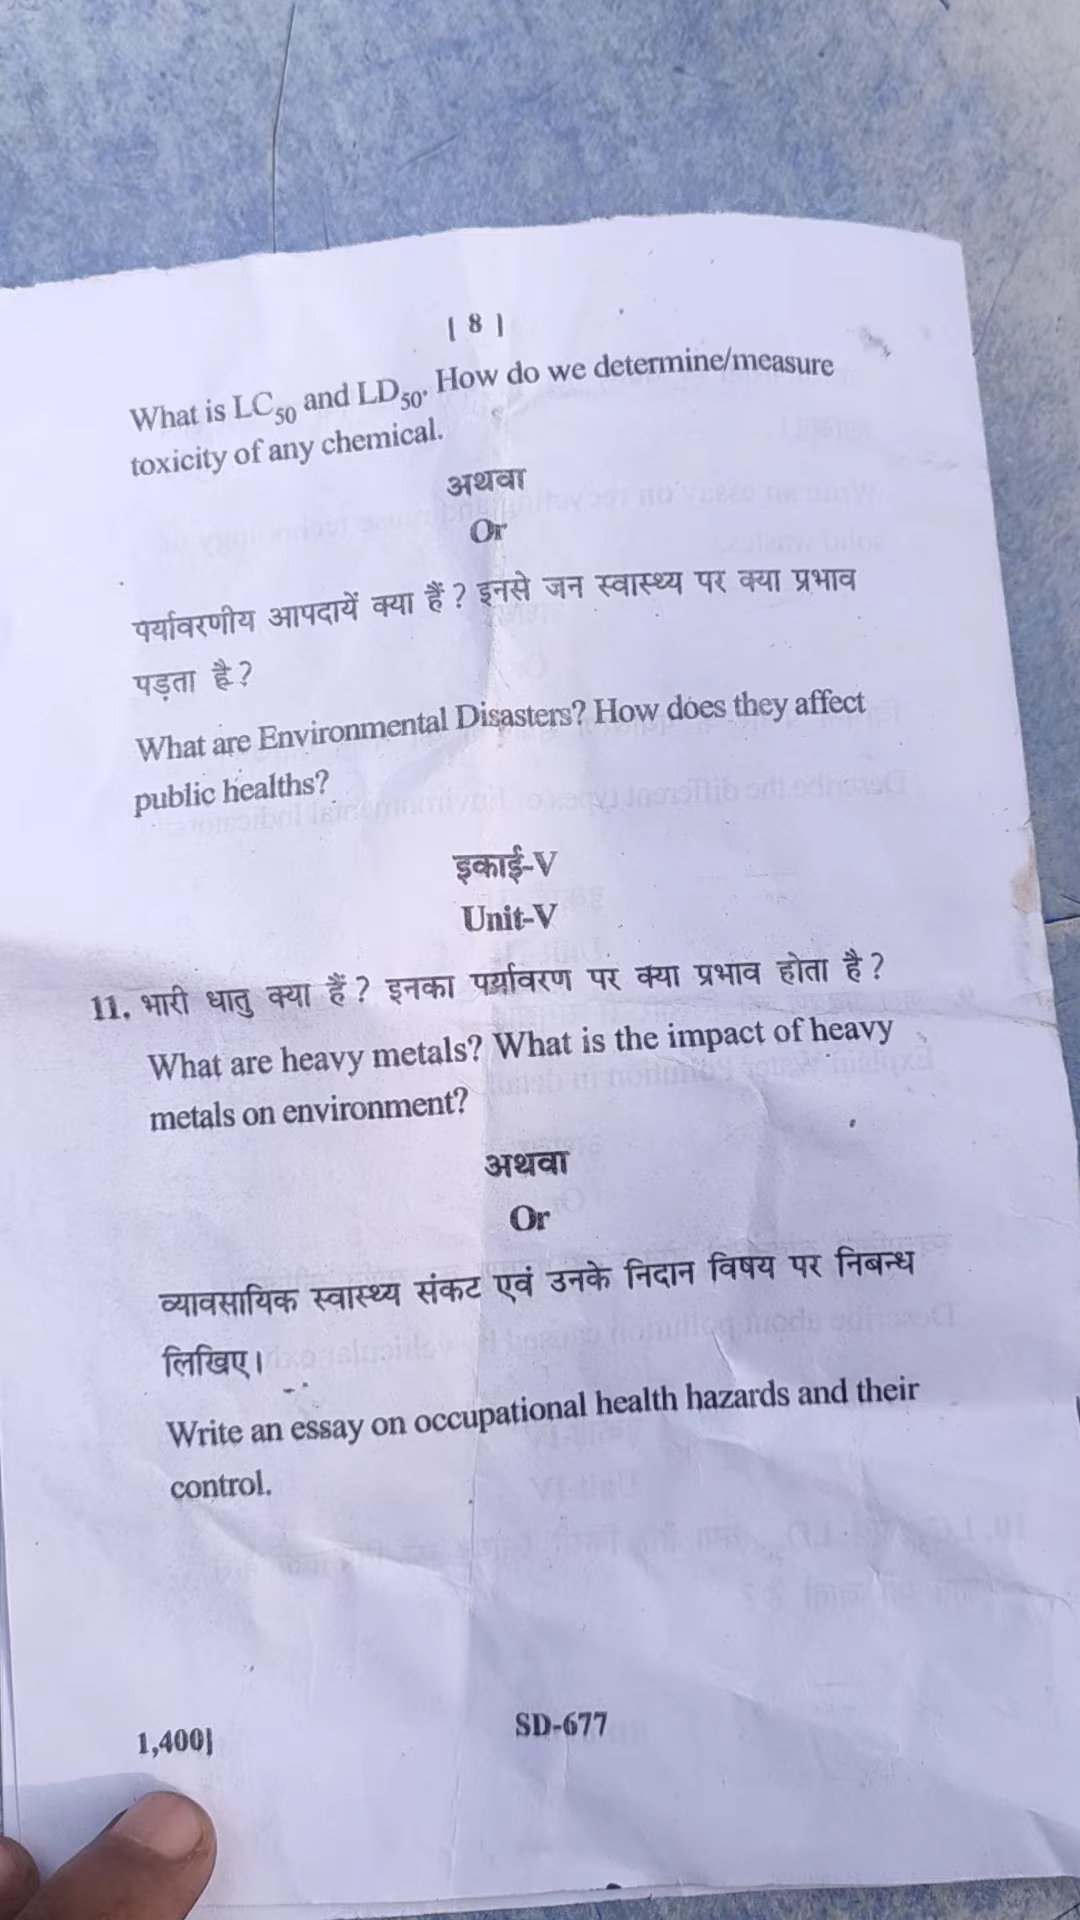 | 8 |
What is LC50 and LD50. How do we determine/measure
toxicity of any chemical.
अथवा
Or
पर्यावरणीय आपदायें क्या हैं ? इनसे जन स्वास्थ्य पर क्या प्रभाव
पड़ता है ?
What are Environmental Disasters? How does they affect
public healths?
इकाई-V
Unit-V
11. भारी धातु क्या हैं ? इनका पर्यावरण पर क्या प्रभाव होता है ?
What are heavy metals? What is the impact of heavy
metals on environment?
अथवा
Or
व्यावसायिक स्वास्थ्य संकट एवं उनके निदान विषय पर निबन्ध
लिखिए।
Write an essay on occupational health hazards and their
control.
1,400|
SD-677